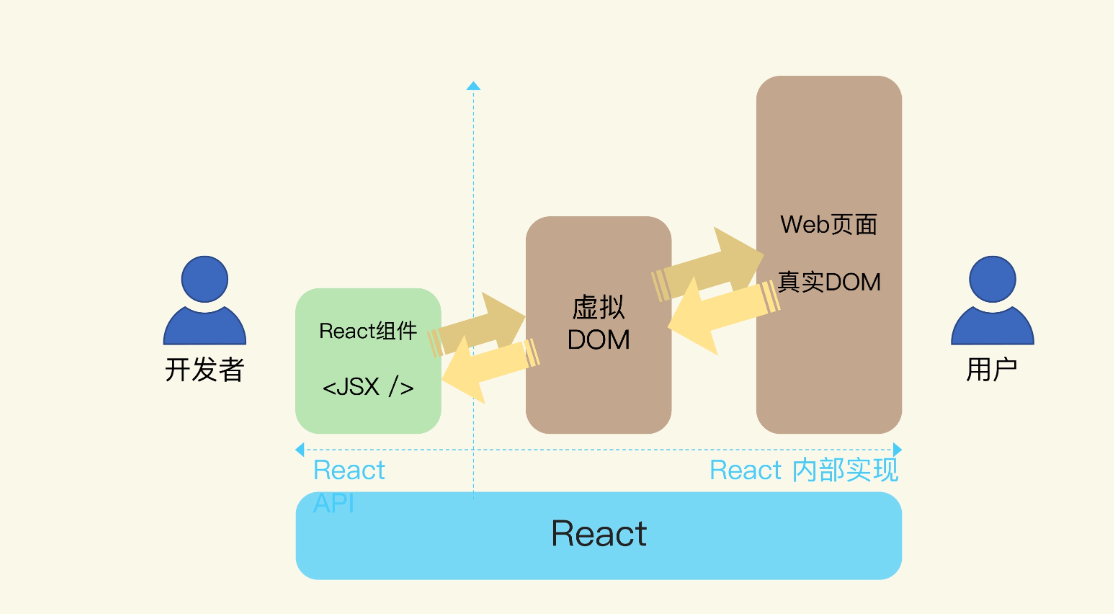 开发者
React组件
<JSX />
虚拟
DOM
Web页面
真实DOM
用户
React
API
React 内部实现
React